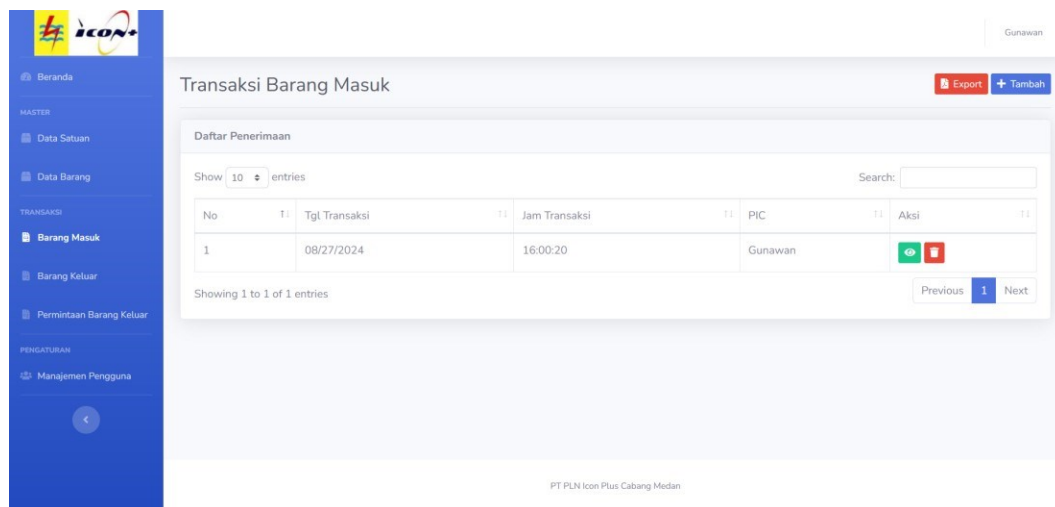 icon+
Gunawan
Beranda
Transaksi Barang Masuk
Export
Tambah
MASTER
Data Satuan
Daftar Penerimaan
Data Barang
Show 10 entries
Search:
TRANSAKSI
No Tgl Transaksi Jam Transaksi PIC Aksi
Barang Masuk
1 08/27/2024 16:00:20 Gunawan
Barang Keluar
Showing 1 to 1 of 1 entries
Previous 1 Next
Permintaan Barang Keluar
PENGATURAN
Manajemen Pengguna
PT PLN Icon Plus Cabang Medan